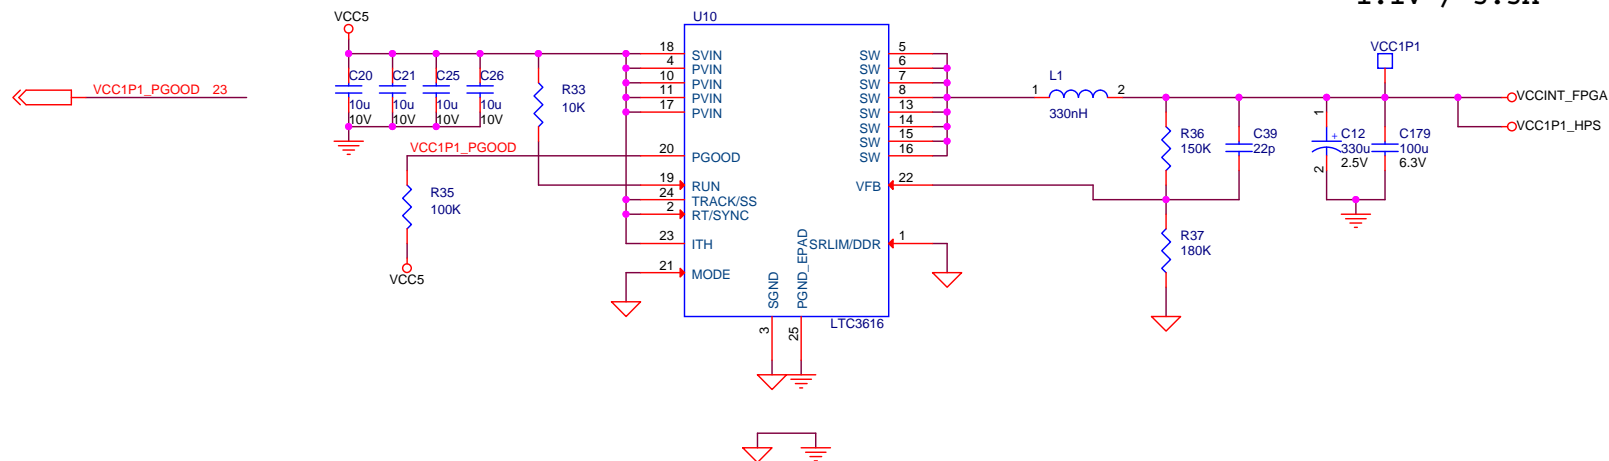 VCC5
U10
VCC1P1
VCC1P1_PGOOD 23
C20
10u
10V
C21
10u
10V
C25
10u
10V
C26
10u
10V
R33
10K
VCC1P1_PGOOD
R35
100K
VCC5
18
4
10
11
17
20
19
24
2
23
21
SVIN
PVIN
PVIN
PVIN
PVIN
PGOOD
RUN
TRACK/SS
RT/SYNC
ITH
MODE
SGND
PGND_EPAD
3
25
SW
SW
SW
SW
SW
SW
SW
SW
VFB
SRLIM/DDR
5
6
7
8
13
14
15
16
22
1
LTC3616
1
L1
2
330nH
R36
150K
C39
22p
R37
180K
1
+
C12
330u
2.5V
2
C179
100u
6.3V
VCCINT_FPGA
VCC1P1_HPS